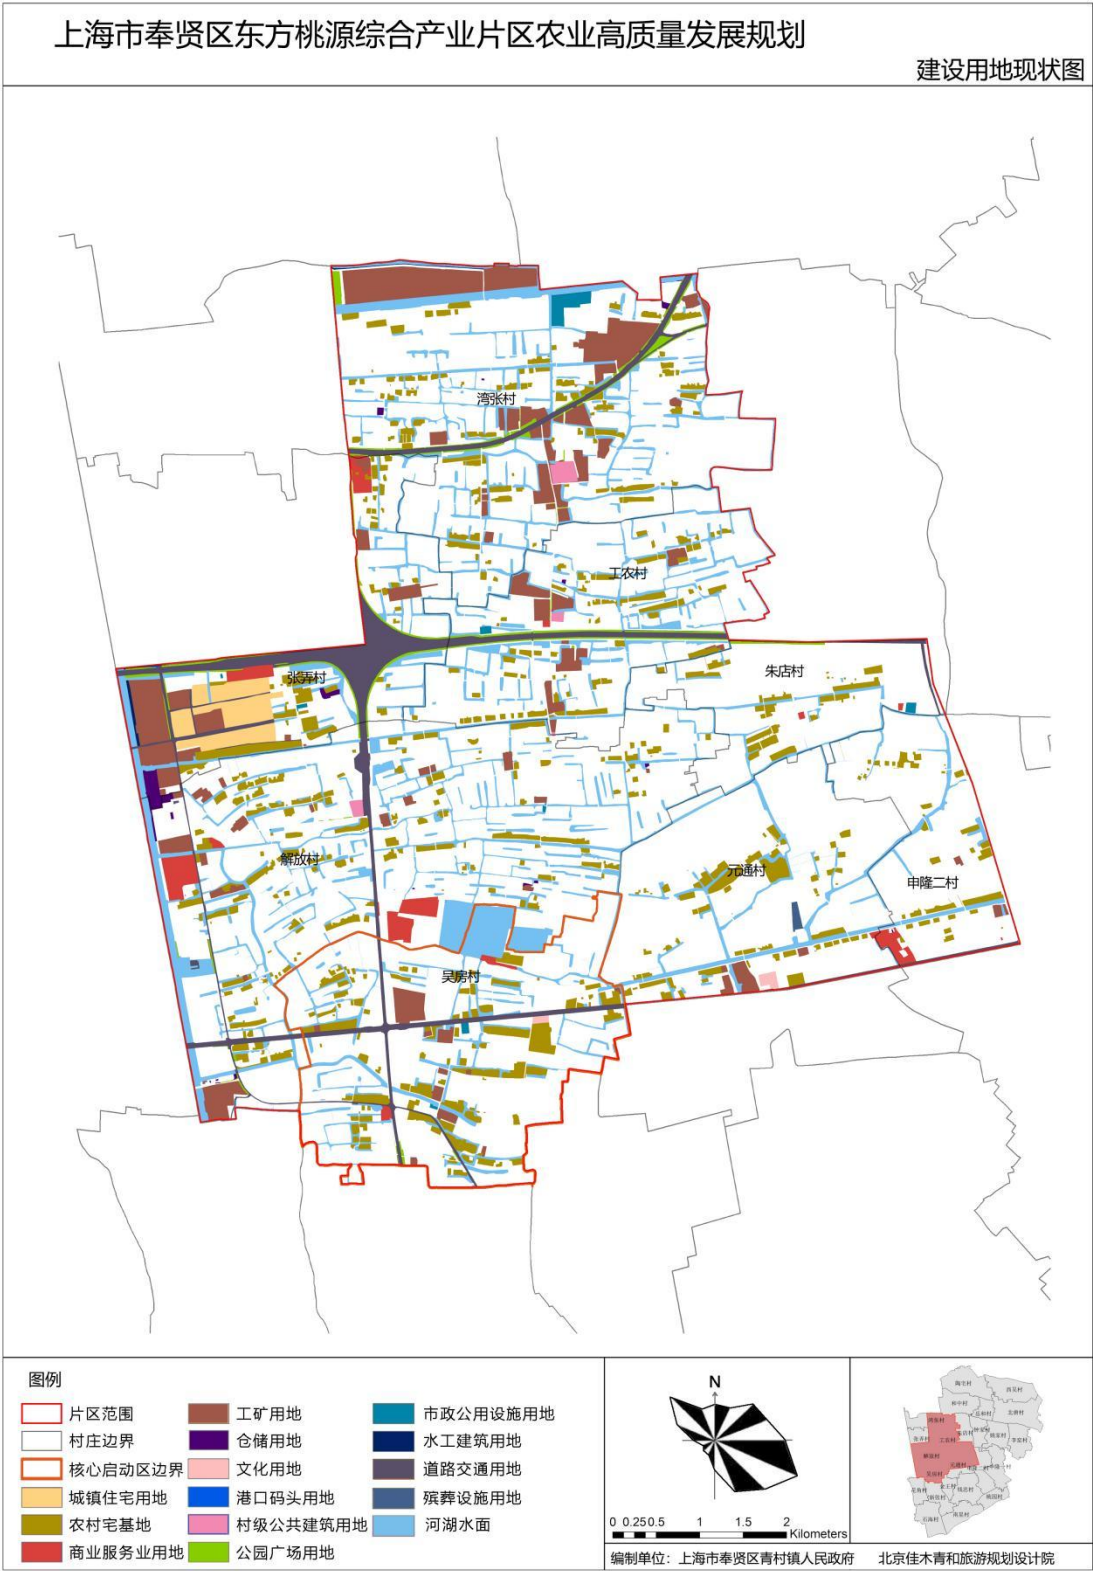 上海市奉贤区东方桃源综合产业片区农业高质量发展规划
建设用地现状图
湾张村
工农村
朱店村
张弄村
解放村
元通村
申隆二村
吴房村
图例
片区范围
村庄边界
核心启动区边界
城镇住宅用地
农村宅基地
商业服务业用地
工矿用地
仓储用地
文化用地
港口码头用地
村级公共建筑用地
公园广场用地
市政公用设施用地
水工建筑用地
道路交通用地
殡葬设施用地
河湖水面
N
0 0.25 0.5 1 1.5 2
Kilometers
编制单位：上海市奉贤区青村镇人民政府 北京佳木青和旅游规划设计院